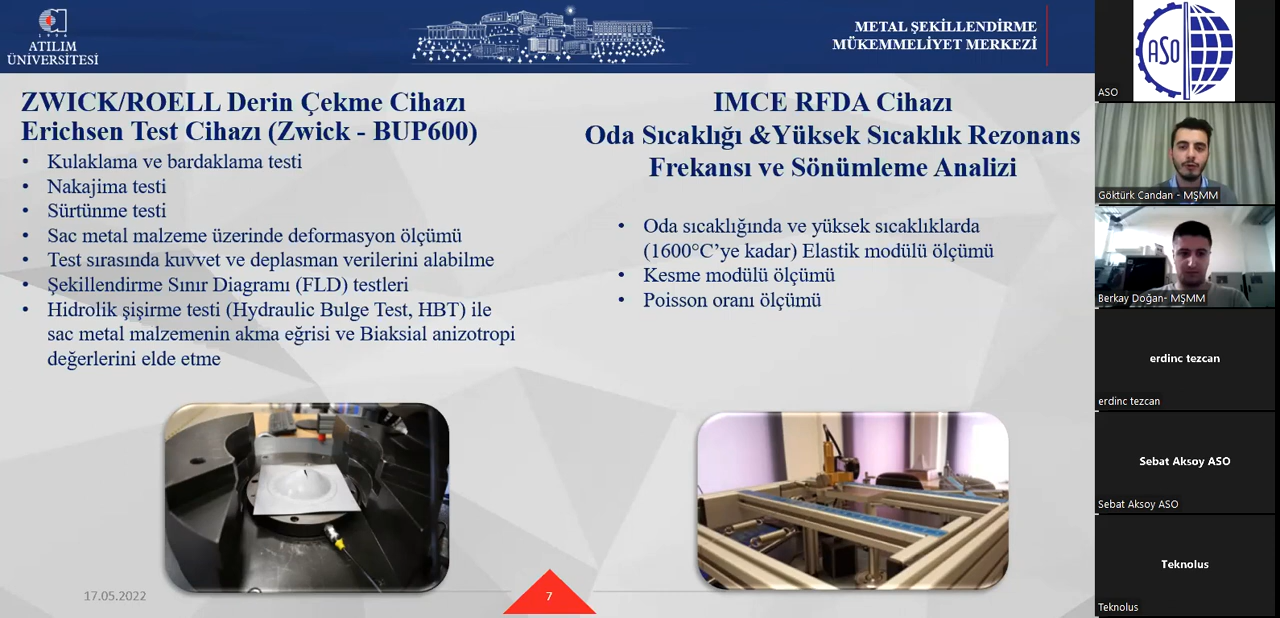 1996
ATILIM
ÜNİVERSİTESİ
METAL ŞEKİLLENDİRME
MÜKEMMELİYET MERKEZİ
ZWICK/ROELL Derin Çekme Cihazı
Erichsen Test Cihazı (Zwick - BUP600)
• Kulaklama ve bardaklama testi
• Nakajima testi
• Sürtünme testi
• Sac metal malzeme üzerinde deformasyon ölçümü
• Test sırasında kuvvet ve deplasman verilerini alabilme
• Şekillendirme Sınır Diagramı (FLD) testleri
• Hidrolik şişirme testi (Hydraulic Bulge Test, HBT) ile
sac metal malzemenin akma eğrisi ve Biaksial anizotropi
değerlerini elde etme
IMCE RFDA Cihazı
Oda Sıcaklığı &Yüksek Sıcaklık Rezonans
Frekansı ve Sönümleme Analizi
• Oda sıcaklığında ve yüksek sıcaklıklarda
(1600°C’ye kadar) Elastik modülü ölçümü
• Kesme modülü ölçümü
• Poisson oranı ölçümü
17.05.2022
7
ASO
ASO
Göktürk Candan - MŞMM
Berkay Doğan- MŞMM
erdinc tezcan
erdinc tezcan
Sebat Aksoy ASO
Sebat Aksoy ASO
Teknolus
Teknolus